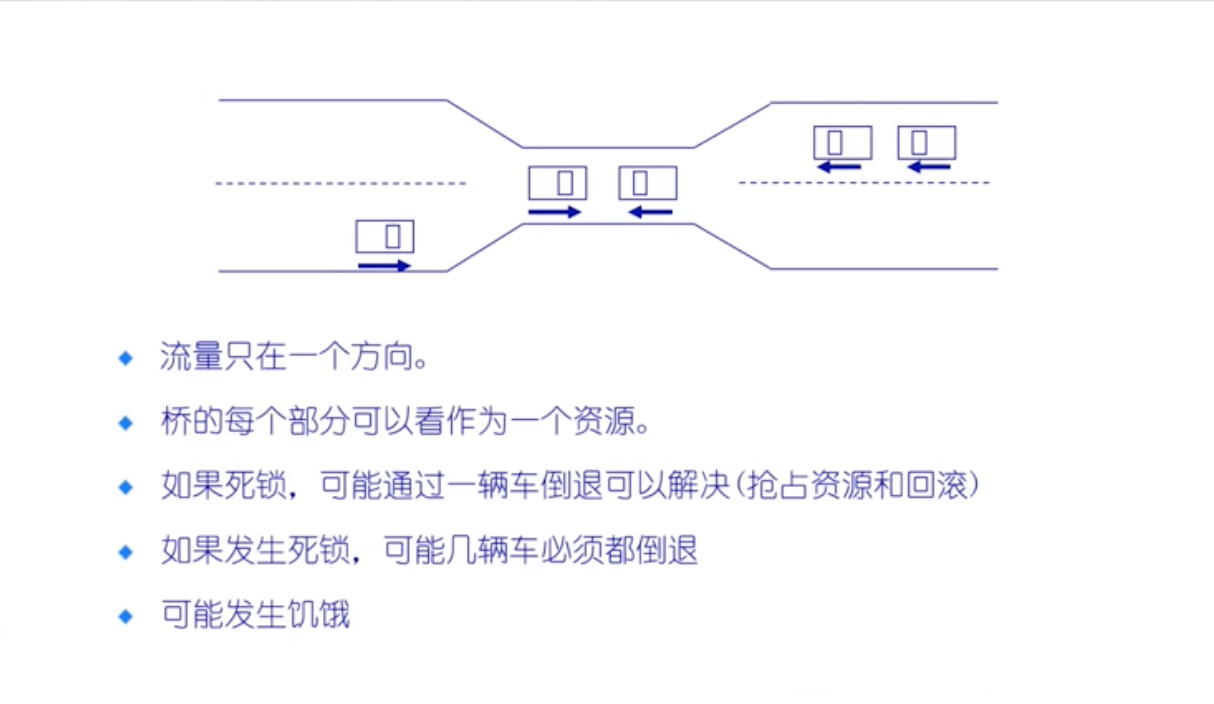 流量只在一个方向。
桥的每个部分可以看作为一个资源。
如果死锁，可能通过一辆车倒退可以解决(抢占资源和回滚)
如果发生死锁，可能几辆车必须都倒退
可能发生饥饿